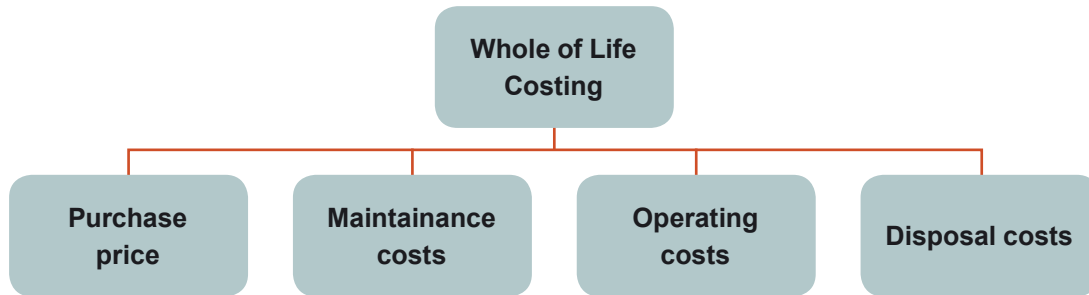 Whole of Life
Costing
Purchase
price
Maintainance
costs
Operating
costs
Disposal costs